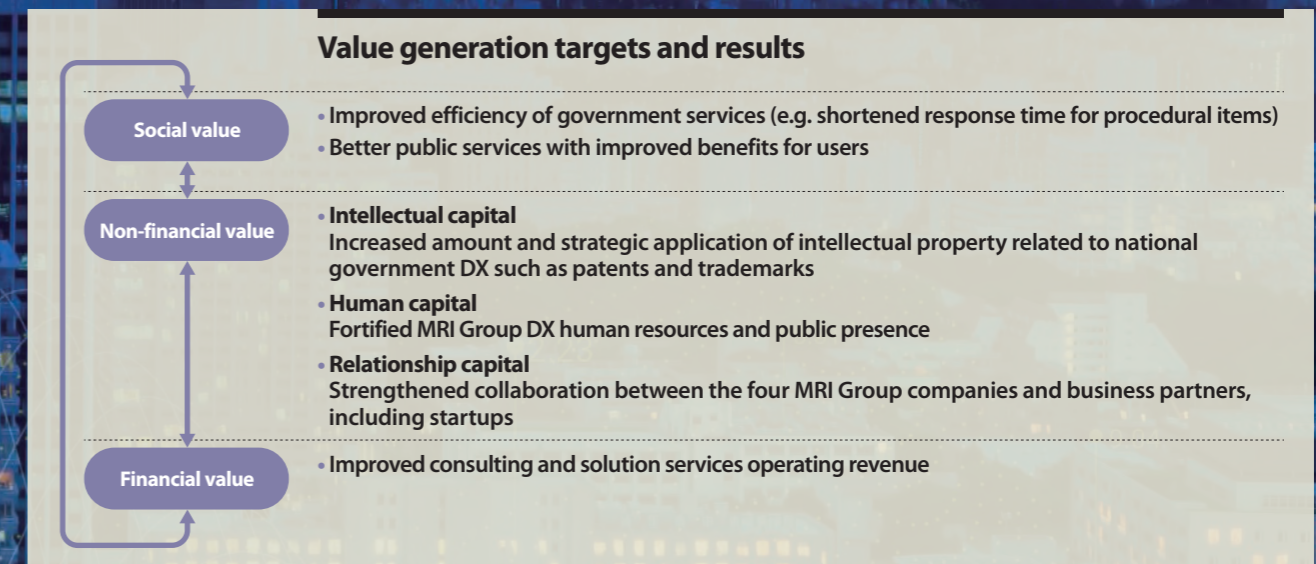 Value generation targets and results
Social value
• Improved efficiency of government services (e.g. shortened response time for procedural items)
• Better public services with improved benefits for users
Non-financial value
• Intellectual capital
Increased amount and strategic application of intellectual property related to national
government DX such as patents and trademarks
• Human capital
Fortified MRI Group DX human resources and public presence
• Relationship capital
Strengthened collaboration between the four MRI Group companies and business partners,
including startups
Financial value
• Improved consulting and solution services operating revenue